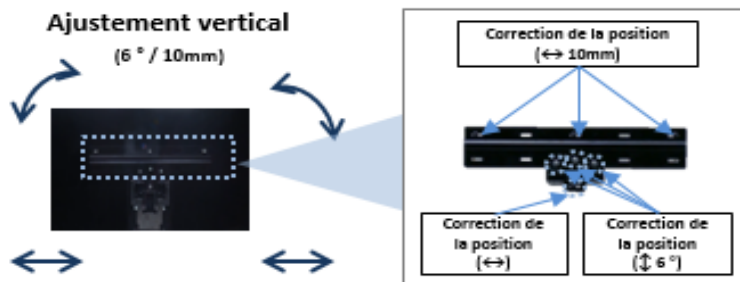 Ajustement vertical
(6 ° / 10mm)
Correction de la position
(↔ 10mm)
Correction de
la position
(↔)
Correction de
la position
(↕ 6 °)